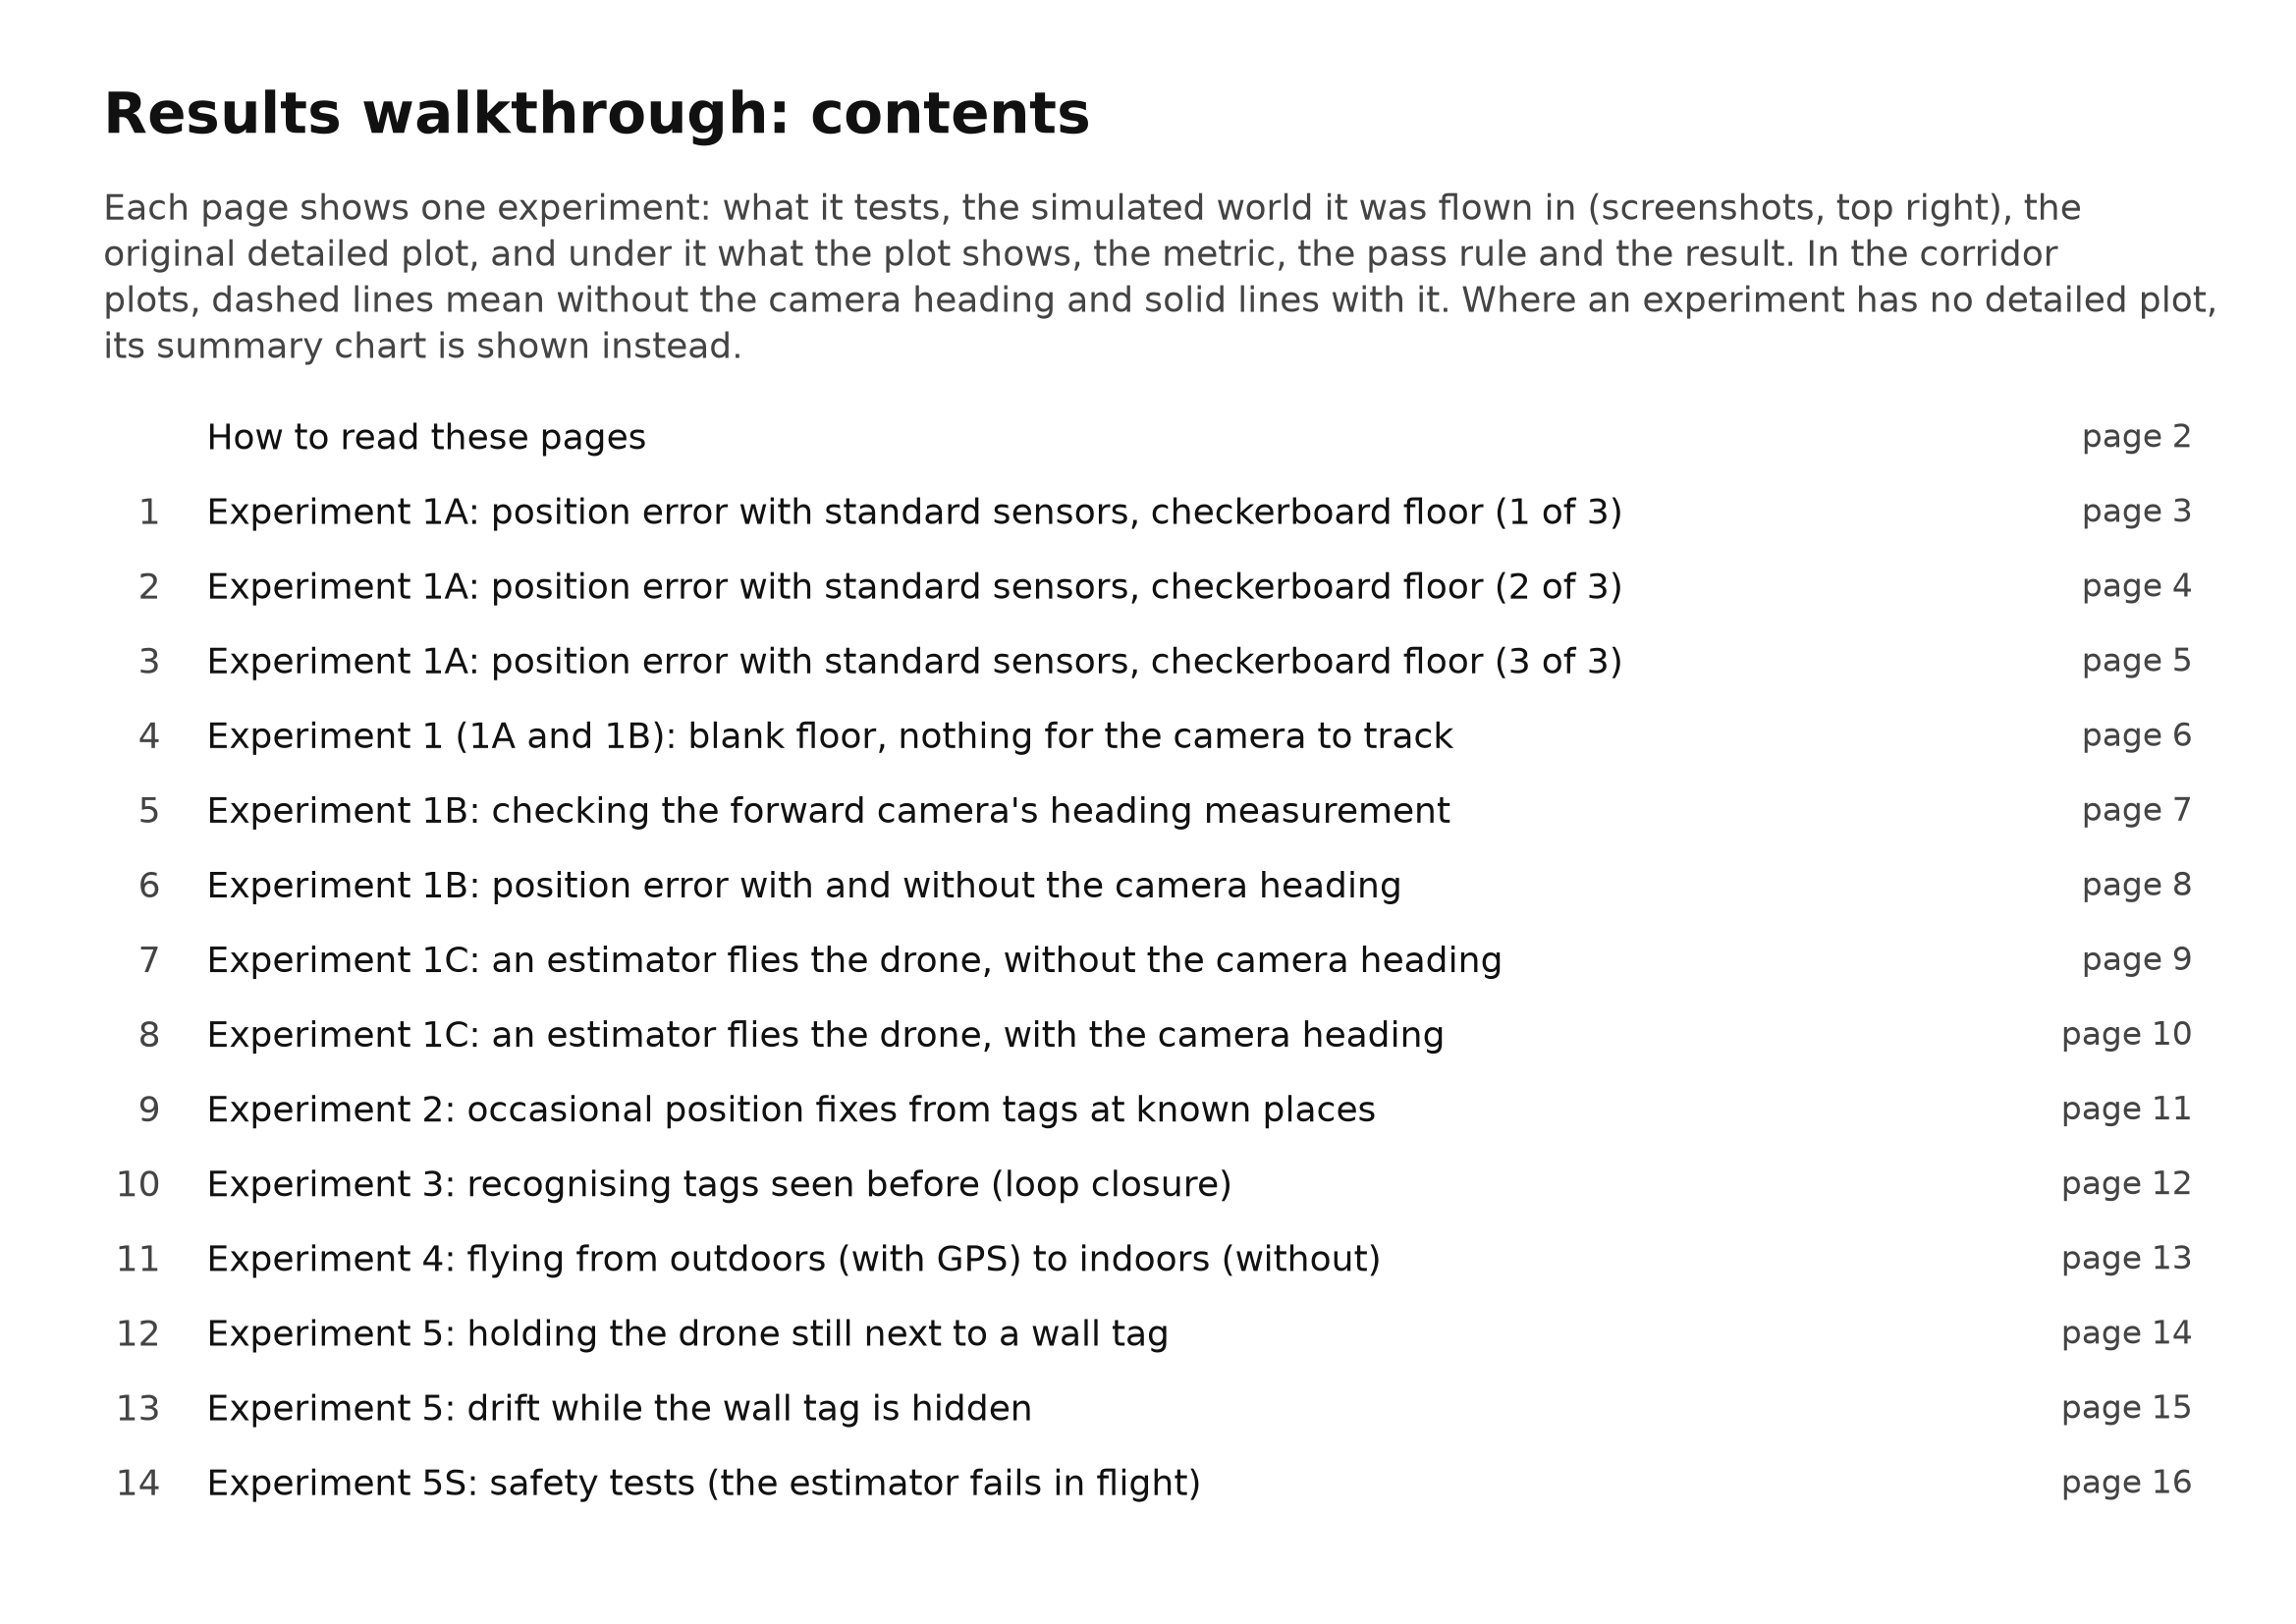 Results walkthrough: contents
Each page shows one experiment: what it tests, the simulated world it was flown in (screenshots, top right), the
original detailed plot, and under it what the plot shows, the metric, the pass rule and the result. In the corridor
plots, dashed lines mean without the camera heading and solid lines with it. Where an experiment has no detailed plot,
its summary chart is shown instead.
How to read these pages page 2
1 Experiment 1A: position error with standard sensors, checkerboard floor (1 of 3) page 3
2 Experiment 1A: position error with standard sensors, checkerboard floor (2 of 3) page 4
3 Experiment 1A: position error with standard sensors, checkerboard floor (3 of 3) page 5
4 Experiment 1 (1A and 1B): blank floor, nothing for the camera to track page 6
5 Experiment 1B: checking the forward camera's heading measurement page 7
6 Experiment 1B: position error with and without the camera heading page 8
7 Experiment 1C: an estimator flies the drone, without the camera heading page 9
8 Experiment 1C: an estimator flies the drone, with the camera heading page 10
9 Experiment 2: occasional position fixes from tags at known places page 11
10 Experiment 3: recognising tags seen before (loop closure) page 12
11 Experiment 4: flying from outdoors (with GPS) to indoors (without) page 13
12 Experiment 5: holding the drone still next to a wall tag page 14
13 Experiment 5: drift while the wall tag is hidden page 15
14 Experiment 5S: safety tests (the estimator fails in flight) page 16